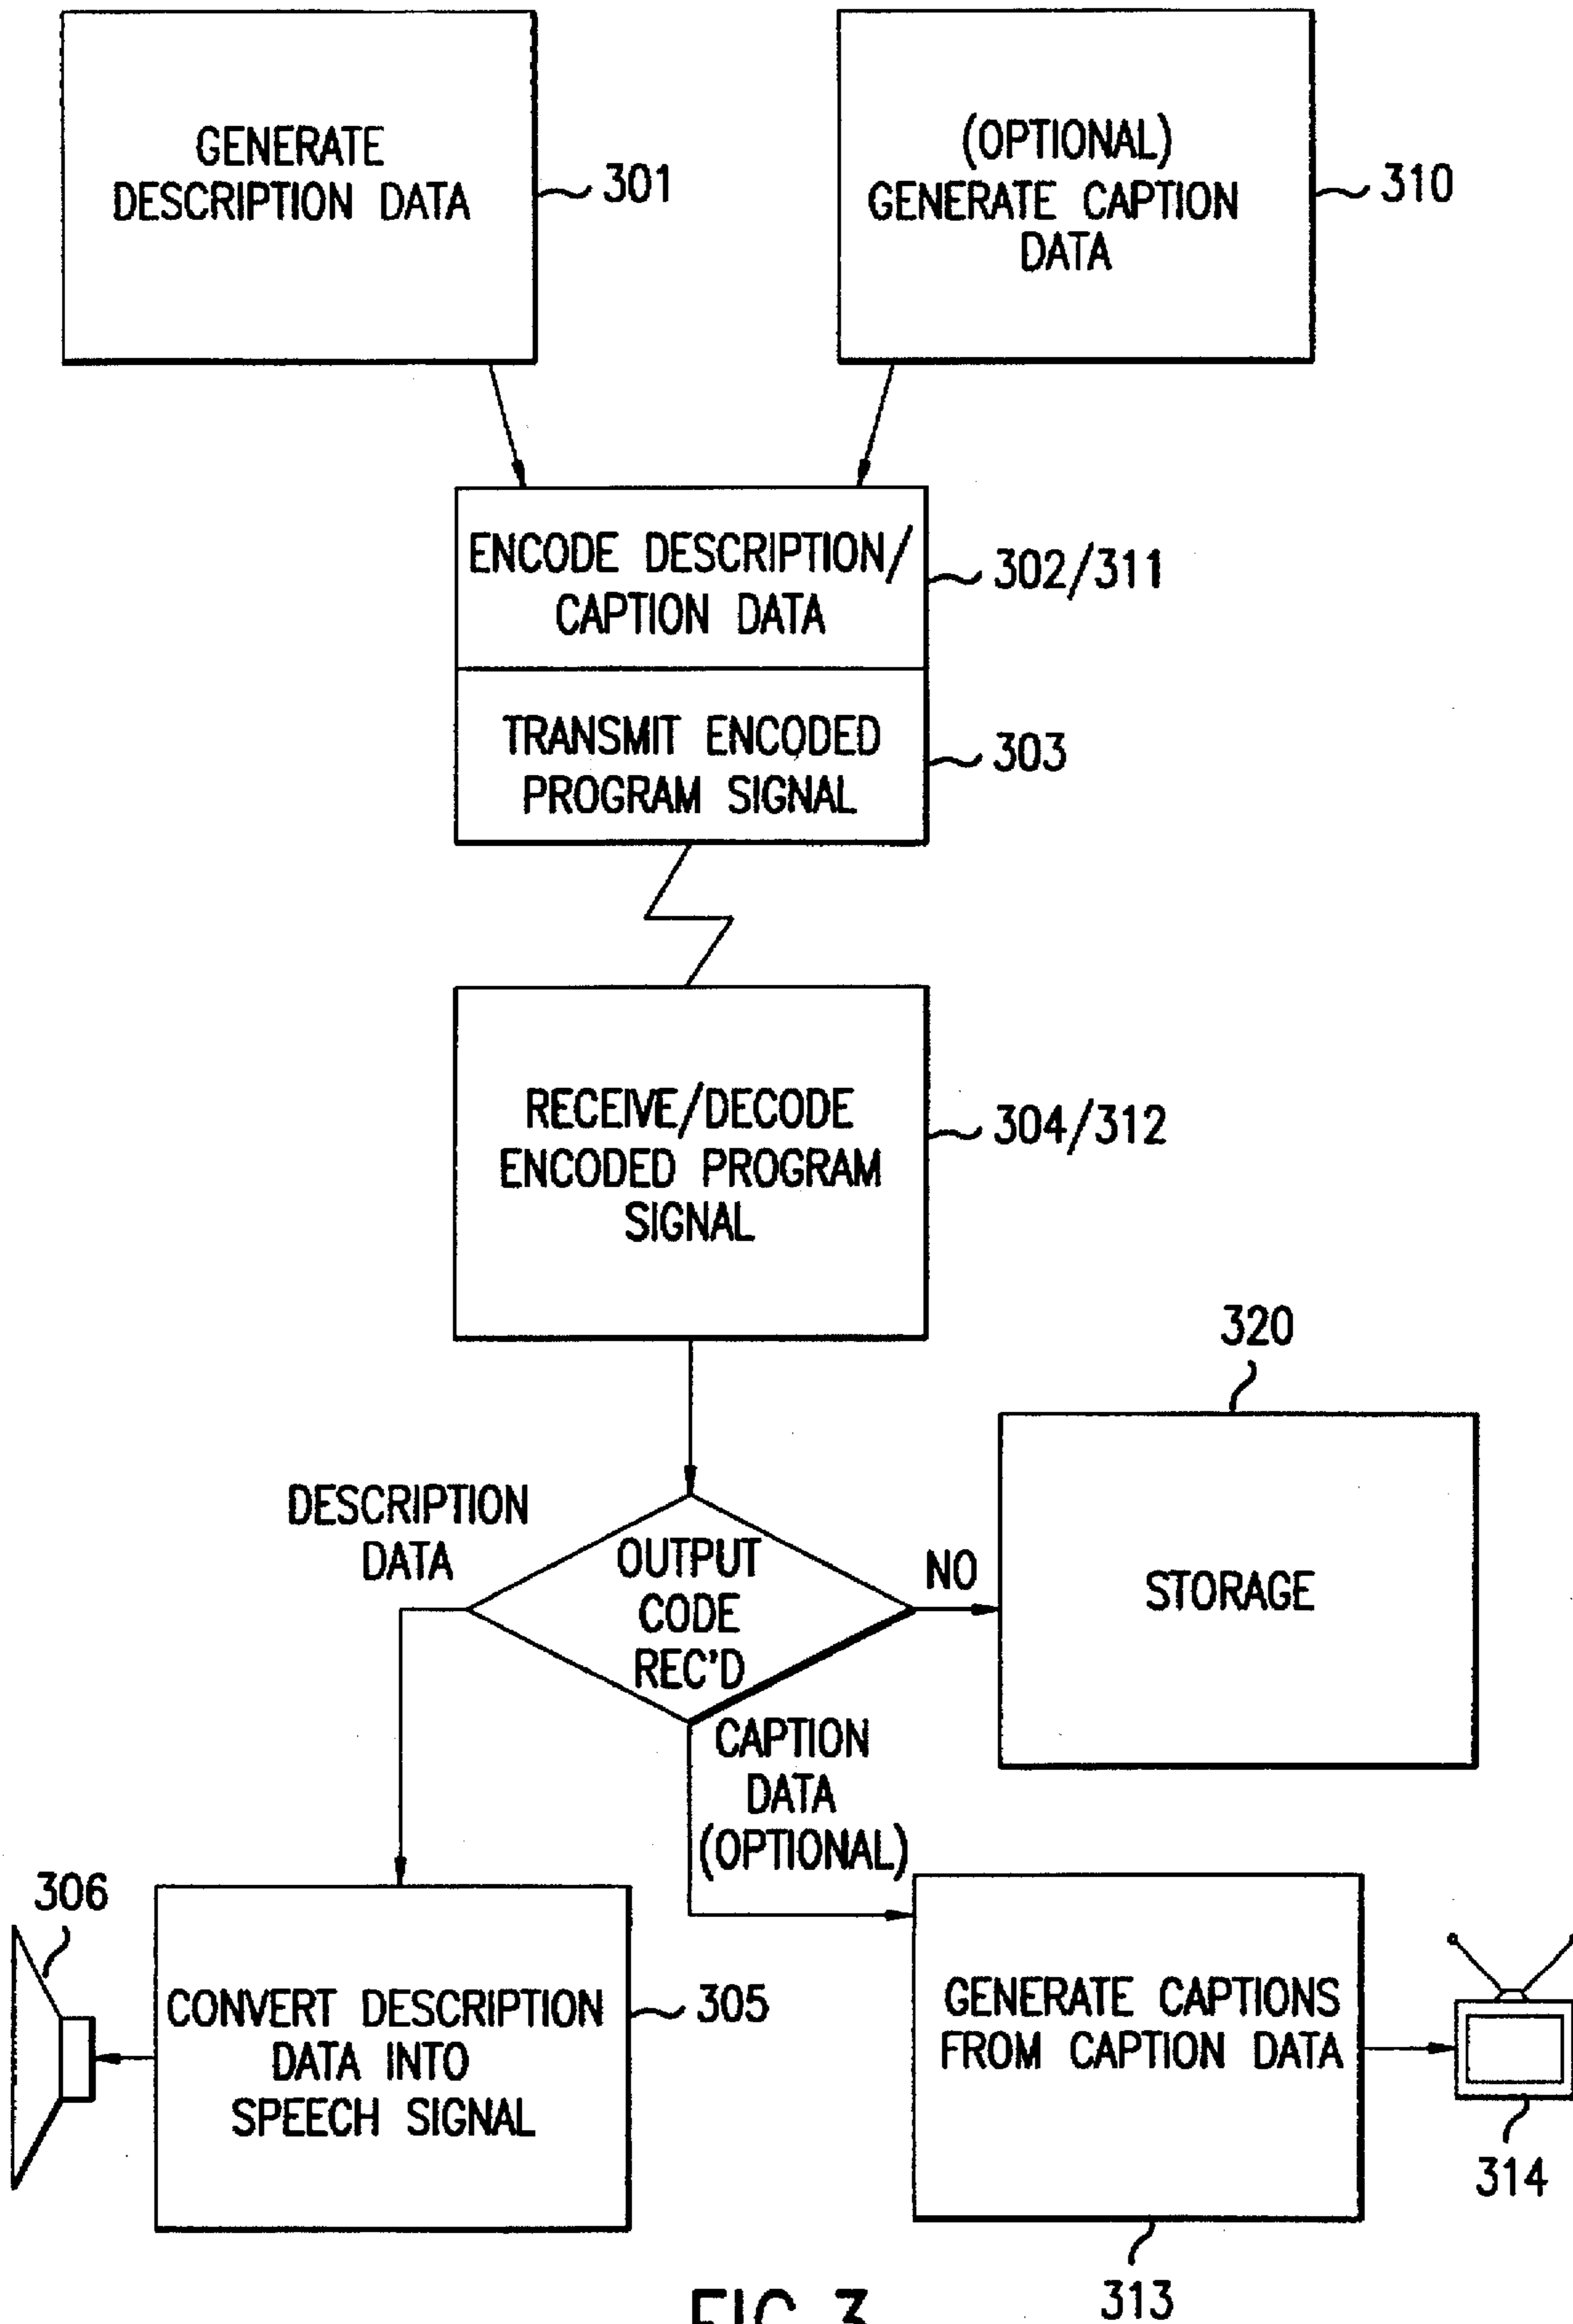 GENERATE
DESCRIPTION DATA
301
(OPTIONAL)
GENERATE CAPTION
DATA
310
ENCODE DESCRIPTION/
CAPTION DATA
302/311
TRANSMIT ENCODED
PROGRAM SIGNAL
303
RECEIVE/DECODE
ENCODED PROGRAM
SIGNAL
304/312
320
DESCRIPTION
DATA
OUTPUT
CODE
REC'D
NO
STORAGE
CAPTION
DATA
(OPTIONAL)
306
CONVERT DESCRIPTION
DATA INTO
SPEECH SIGNAL
305
GENERATE CAPTIONS
FROM CAPTION DATA
314
313
FIG.3